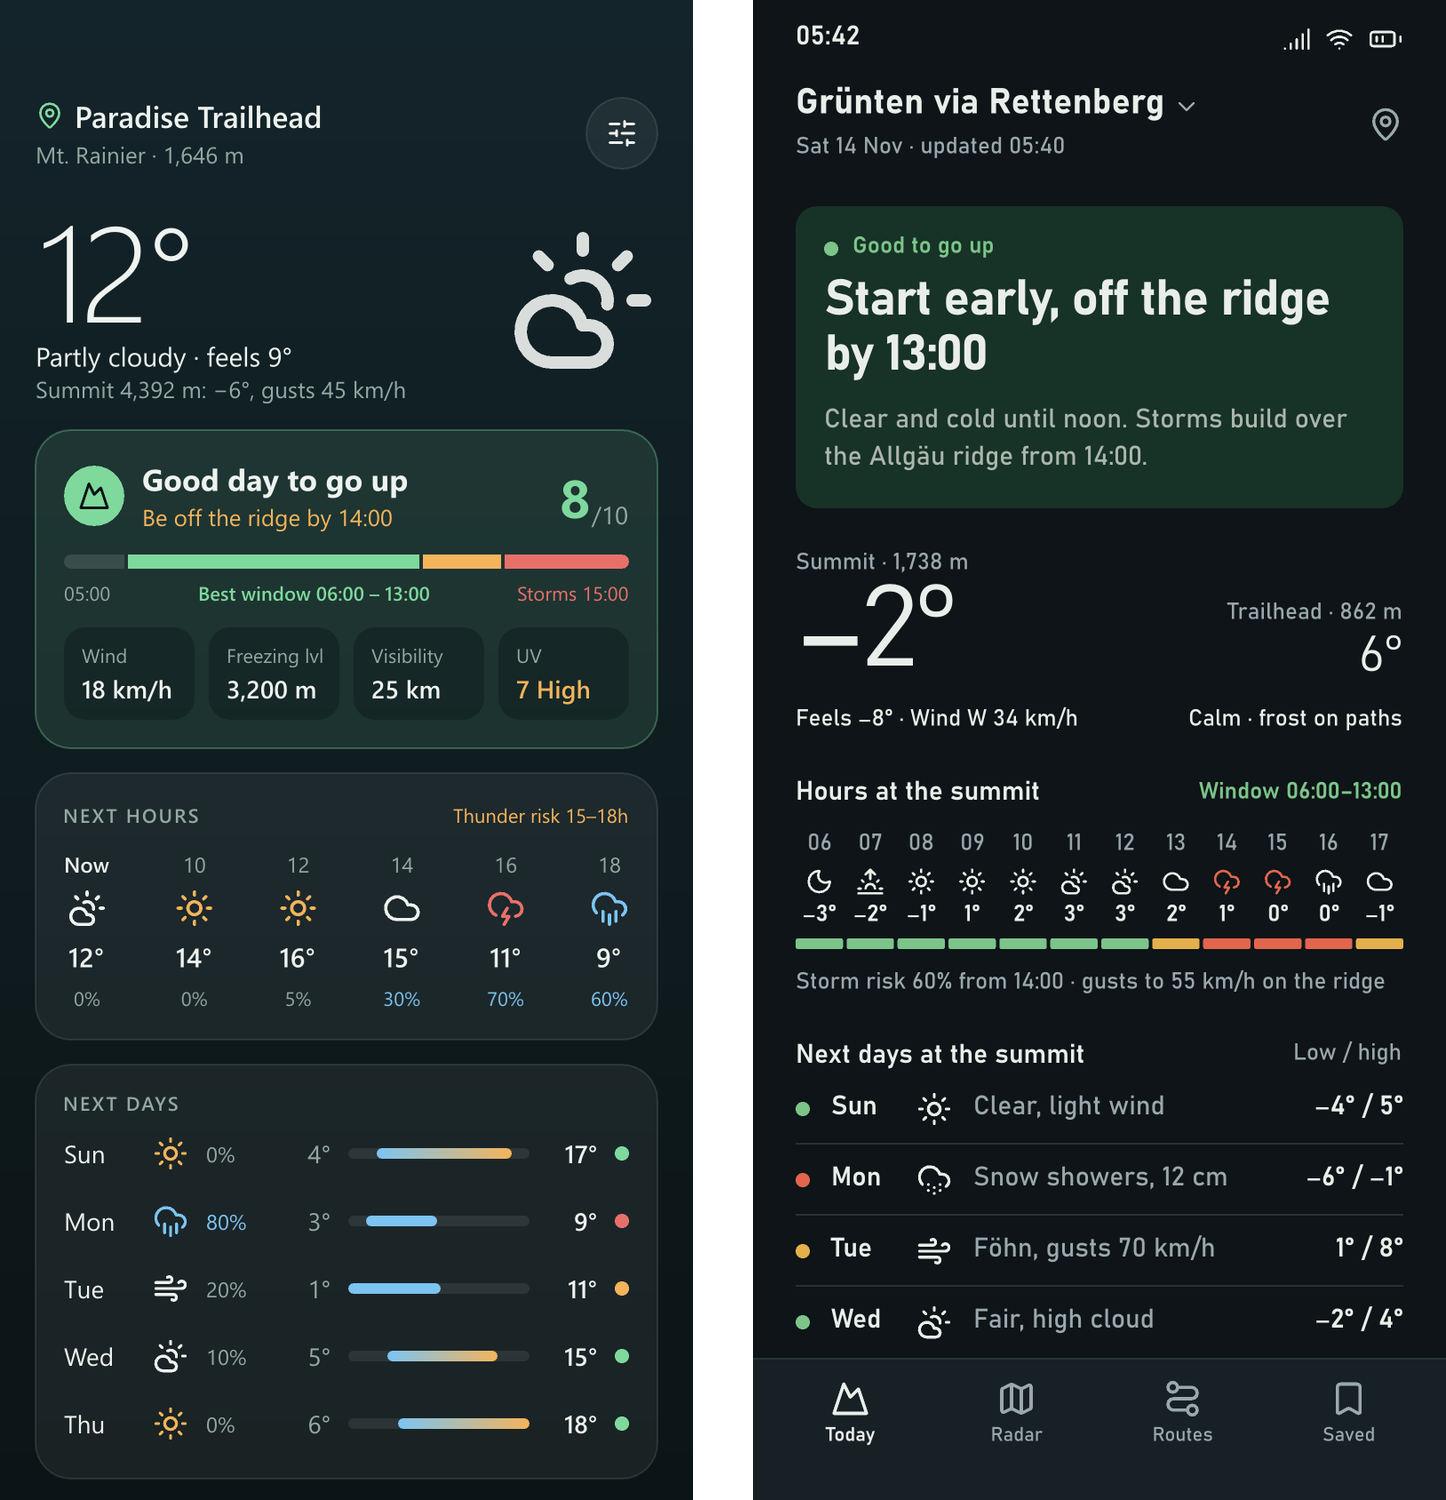 Paradise Trailhead
Mt. Rainier · 1,646 m
12°
Partly cloudy · feels 9°
Summit 4,392 m: −6°, gusts 45 km/h
Good day to go up
Be off the ridge by 14:00
8/10
05:00 Best window 06:00 – 13:00 Storms 15:00
Wind Freezing lvl Visibility UV
18 km/h 3,200 m 25 km 7 High
NEXT HOURS Thunder risk 15–18h
Now 10 12 14 16 18
12° 14° 16° 15° 11° 9°
0% 0% 5% 30% 70% 60%
NEXT DAYS
Sun 0% 4° 17°
Mon 80% 3° 9°
Tue 20% 1° 11°
Wed 10% 5° 15°
Thu 0% 6° 18°
05:42
Grünten via Rettenberg
Sat 14 Nov · updated 05:40
Good to go up
Start early, off the ridge
by 13:00
Clear and cold until noon. Storms build over
the Allgäu ridge from 14:00.
Summit · 1,738 m
−2°
Trailhead · 862 m
6°
Feels −8° · Wind W 34 km/h Calm · frost on paths
Hours at the summit Window 06:00–13:00
06 07 08 09 10 11 12 13 14 15 16 17
−3° −2° −1° 1° 2° 3° 3° 2° 1° 0° 0° −1°
Storm risk 60% from 14:00 · gusts to 55 km/h on the ridge
Next days at the summit Low / high
Sun Clear, light wind −4° / 5°
Mon Snow showers, 12 cm −6° / −1°
Tue Föhn, gusts 70 km/h 1° / 8°
Wed Fair, high cloud −2° / 4°
Today Radar Routes Saved